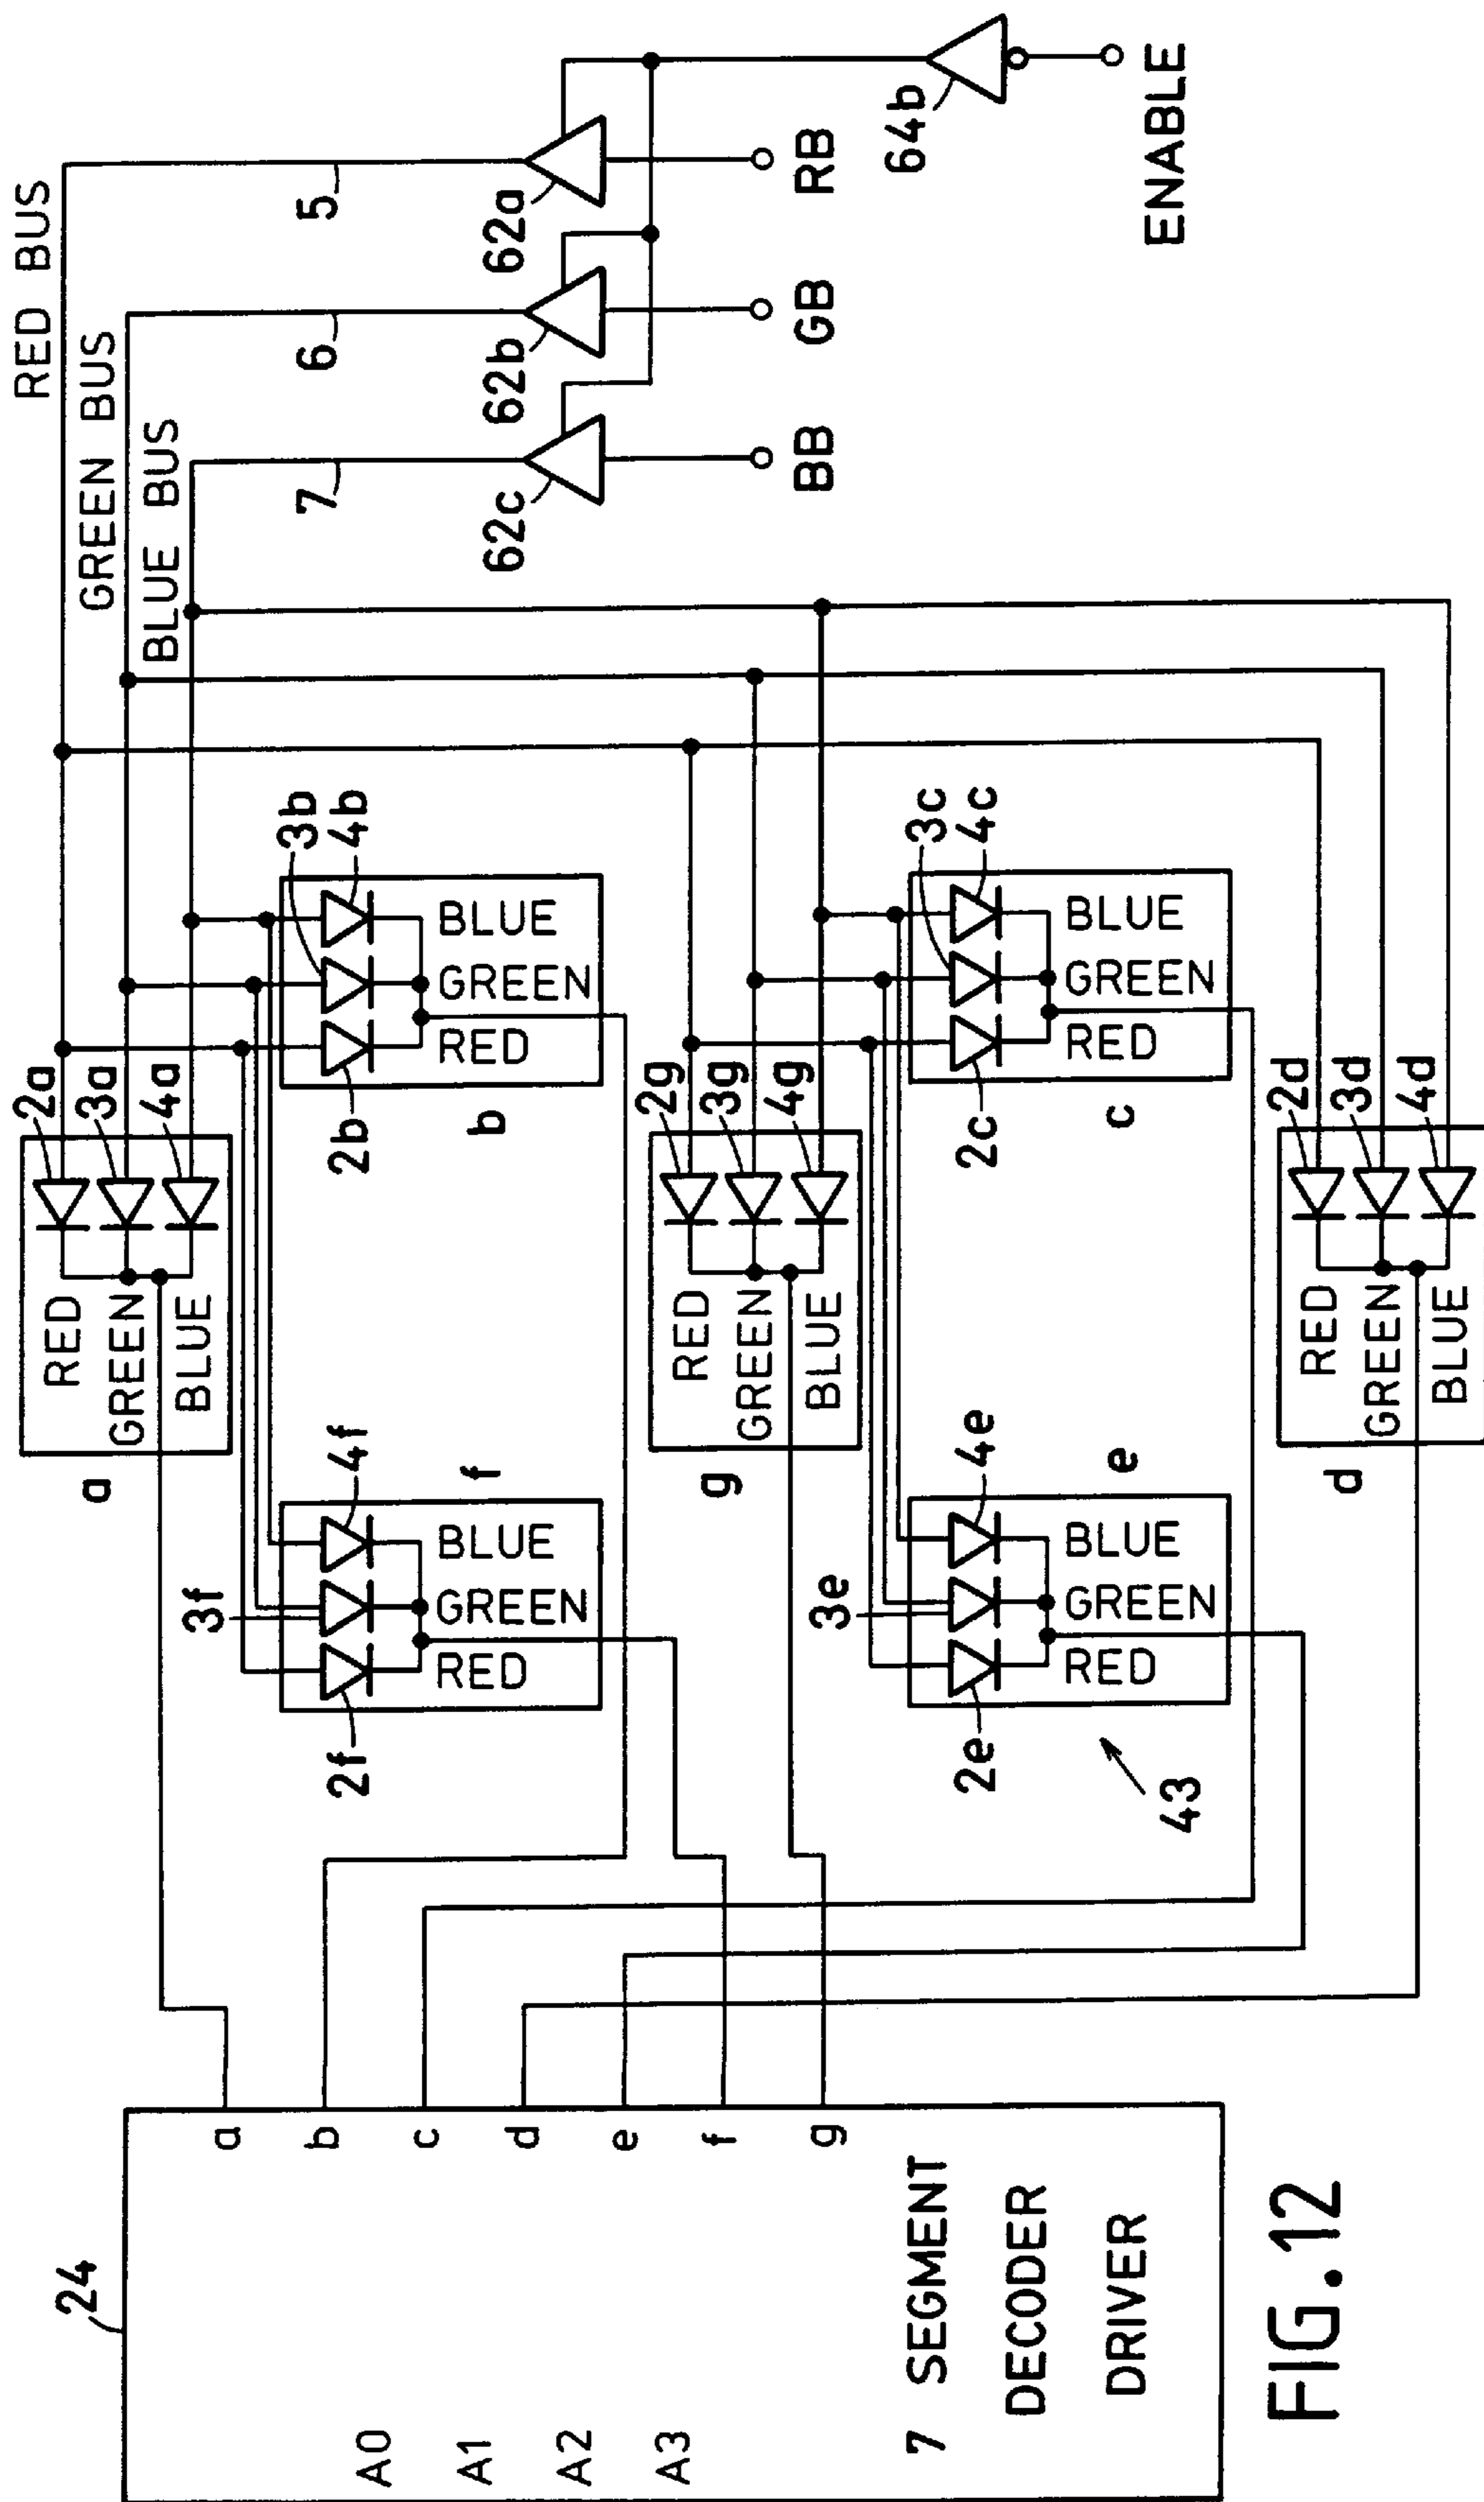 24
A0
A1
A2
A3
7 SEGMENT
DECODER
DRIVER
a
b
c
d
e
f
g
a
RED
GREEN
BLUE
2a
3a
4a
f
2f
3f
4f
RED
GREEN
BLUE
b
2b
3b
4b
RED
GREEN
BLUE
g
RED
GREEN
BLUE
2g
3g
4g
e
2e
3e
4e
RED
GREEN
BLUE
c
2c
3c
4c
RED
GREEN
BLUE
d
RED
GREEN
BLUE
2d
3d
4d
43
RED BUS
GREEN BUS
BLUE BUS
5
6
7
62a
62b
62c
64b
RB
GB
BB
ENABLE
FIG.12